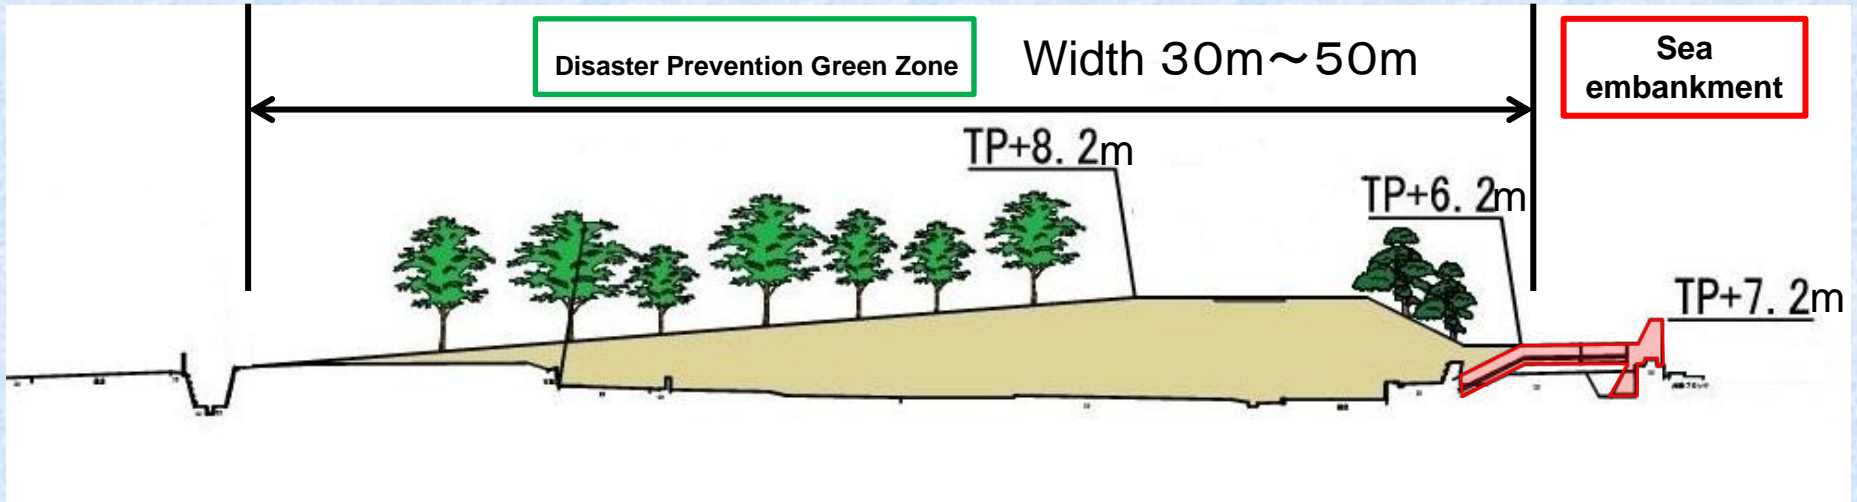 Disaster Prevention Green Zone
Width 30m～50m
Sea
embankment
TP+8. 2m
TP+6. 2m
TP+7. 2m